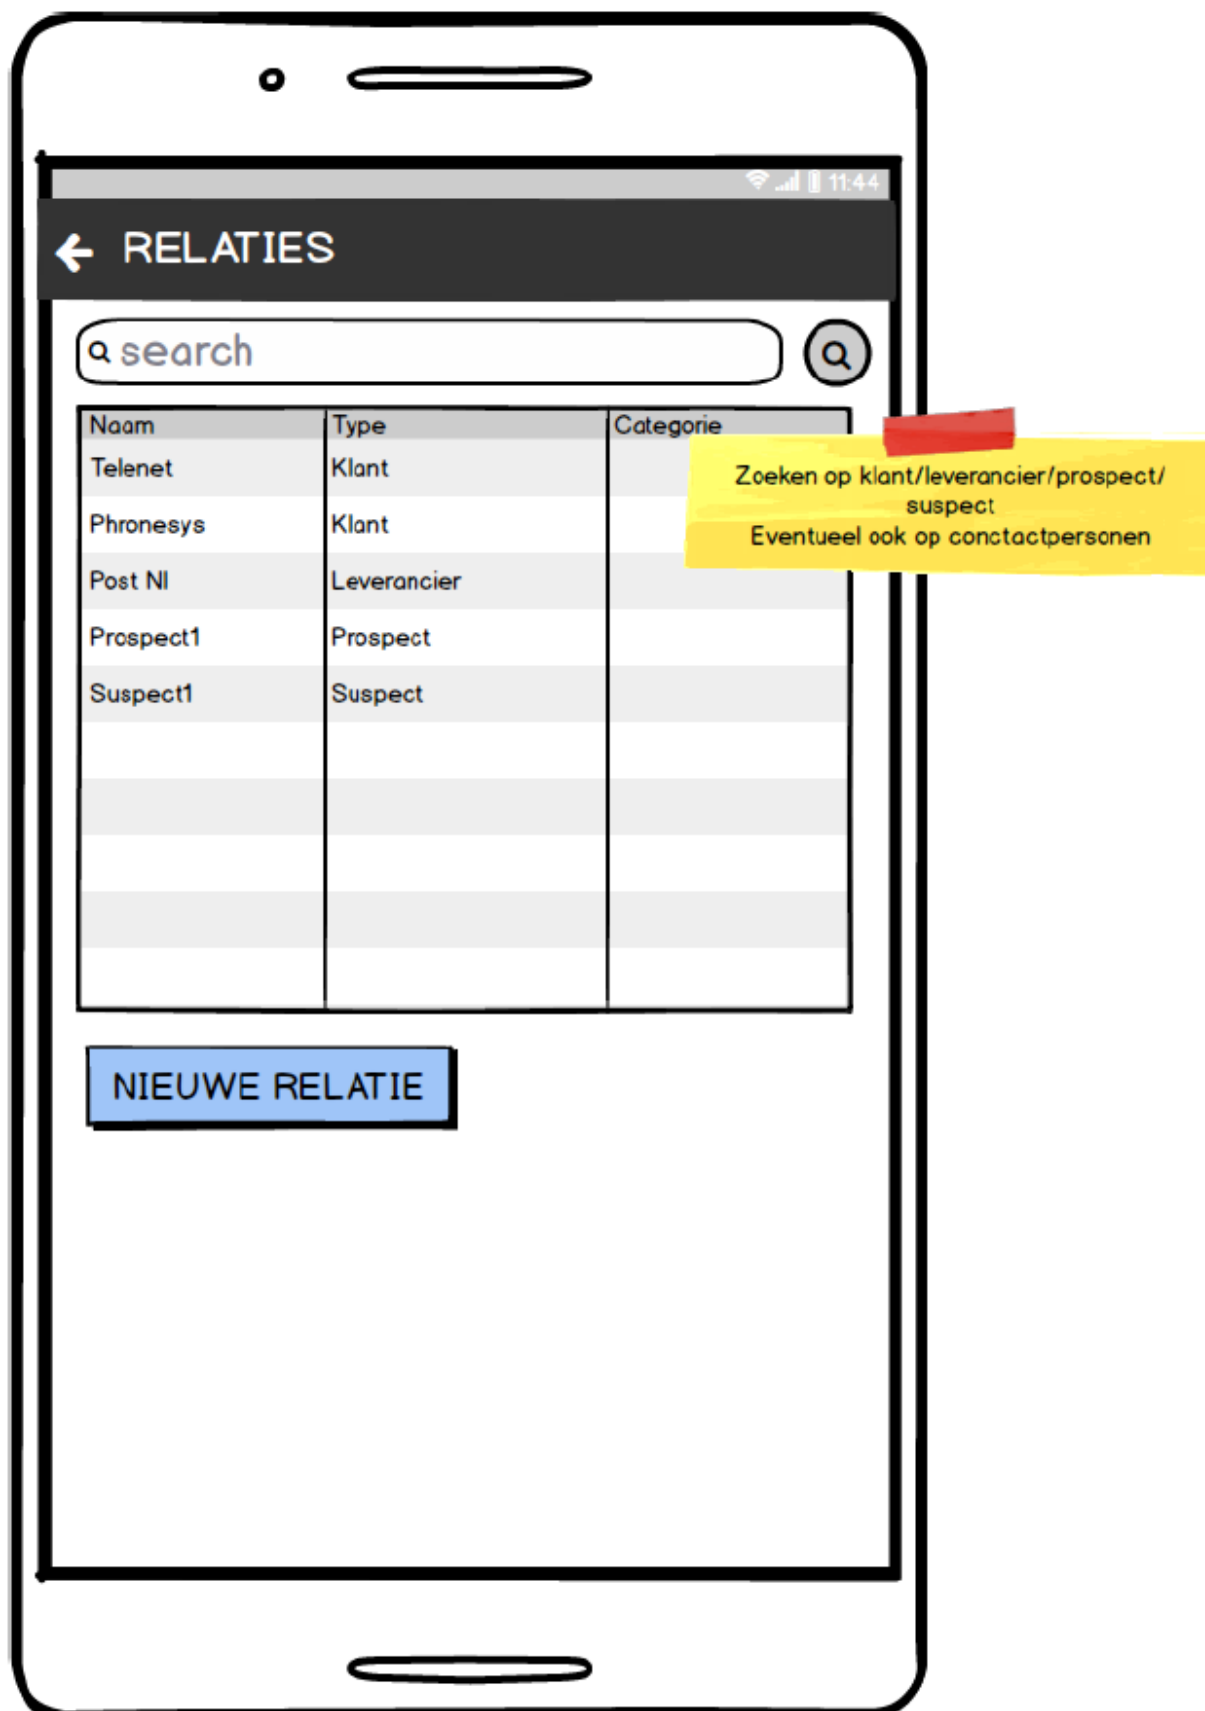 11:44
RELATIES
search
Naam Type Categorie
Telenet Klant
Phronesys Klant
Post Nl Leverancier
Prospect1 Prospect
Suspect1 Suspect
Zoeken op klant/leverancier/prospect/
suspect
Eventueel ook op conctactpersonen
NIEUWE RELATIE